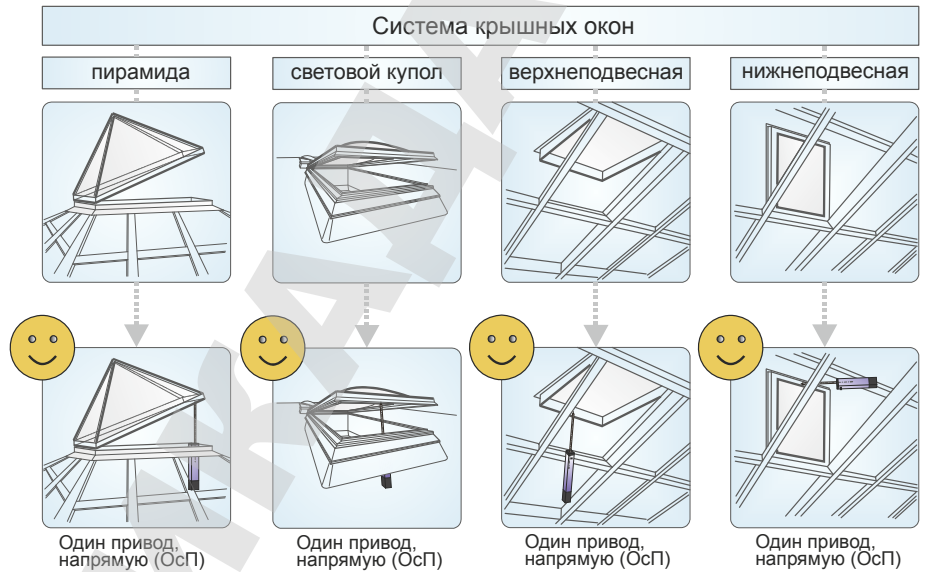 Система крышных окон
пирамида
световой купол
верхнеподвесная
нижнеподвесная
Один привод,
напрямую (ОсП)
Один привод,
напрямую (ОсП)
Один привод,
напрямую (ОсП)
Один привод,
напрямую (ОсП)